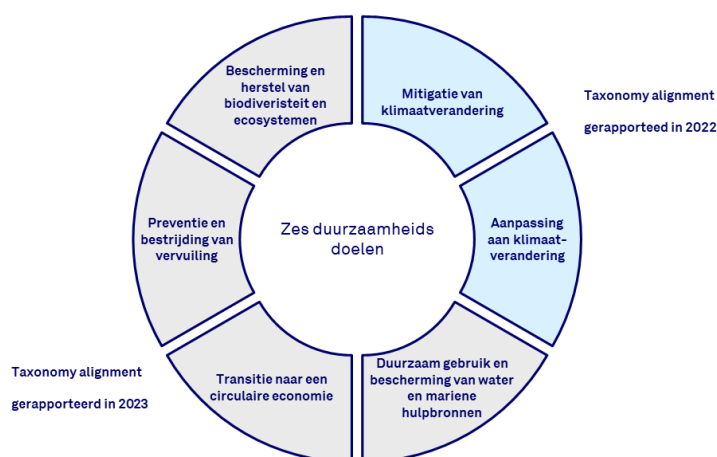 Bescherming en
herstel van
biodiveristeit en
ecosystemen
Mitigatie van
klimaatverandering
Taxonomy alignment
gerapporteed in 2022
Preventie en
bestrijding van
vervuiling
Zes duurzaamheids
doelen
Aanpassing
aan klimaat-
verandering
Taxonomy alignment
gerapporteerd in 2023
Transitie naar een
circulaire economie
Duurzaam gebruik en
bescherming van water
en mariene
hulpbronnen